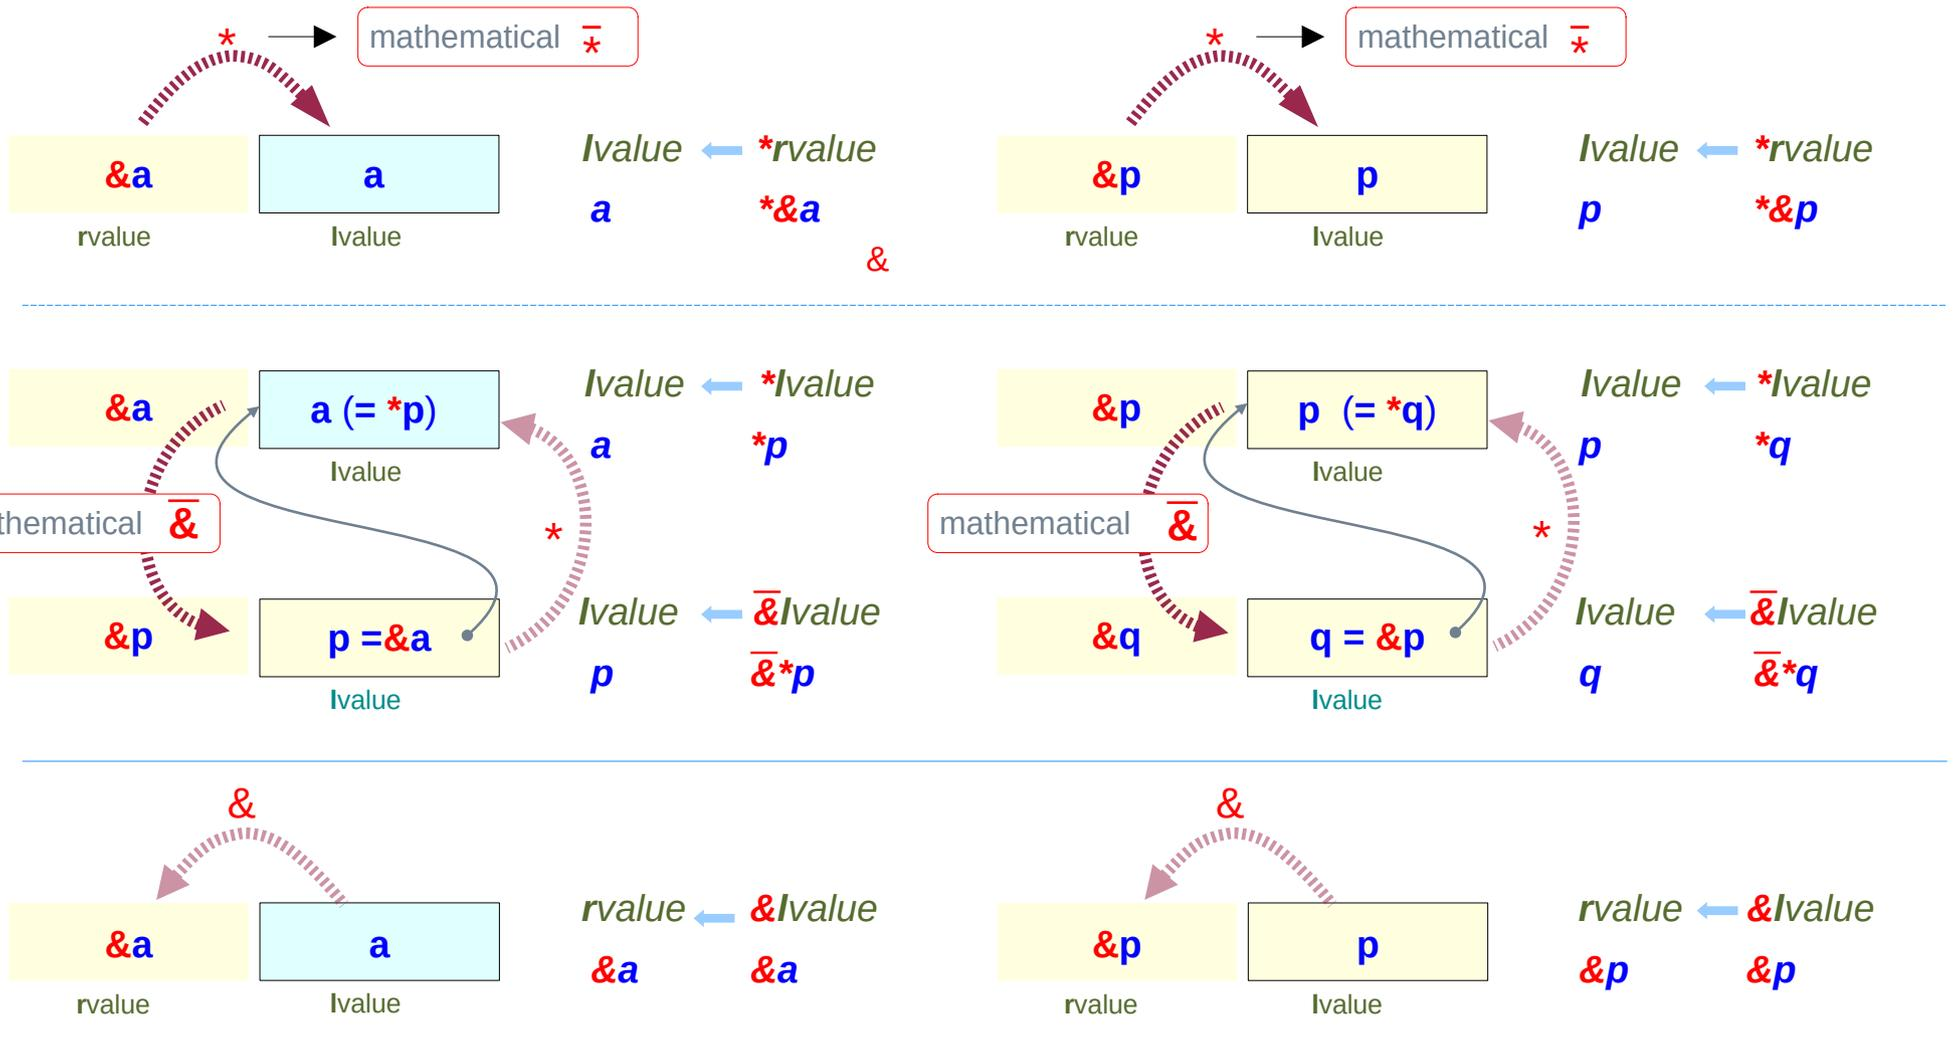 * mathematical *̅
&a a
rvalue lvalue
lvalue *rvalue
a *&a
&
* mathematical *̅
&p p
rvalue lvalue
lvalue *rvalue
p *&p
&a a (= *p)
lvalue
lvalue *lvalue
a *p
thematical &̅
*
&p p =&a
lvalue
lvalue &̅lvalue
p &̅*p
&p p (= *q)
lvalue
lvalue *lvalue
p *q
mathematical &̅
*
&q q = &p
lvalue
lvalue &̅lvalue
q &̅*q
&
&a a
rvalue lvalue
rvalue &lvalue
&a &a
&
&p p
rvalue lvalue
rvalue &lvalue
&p &p